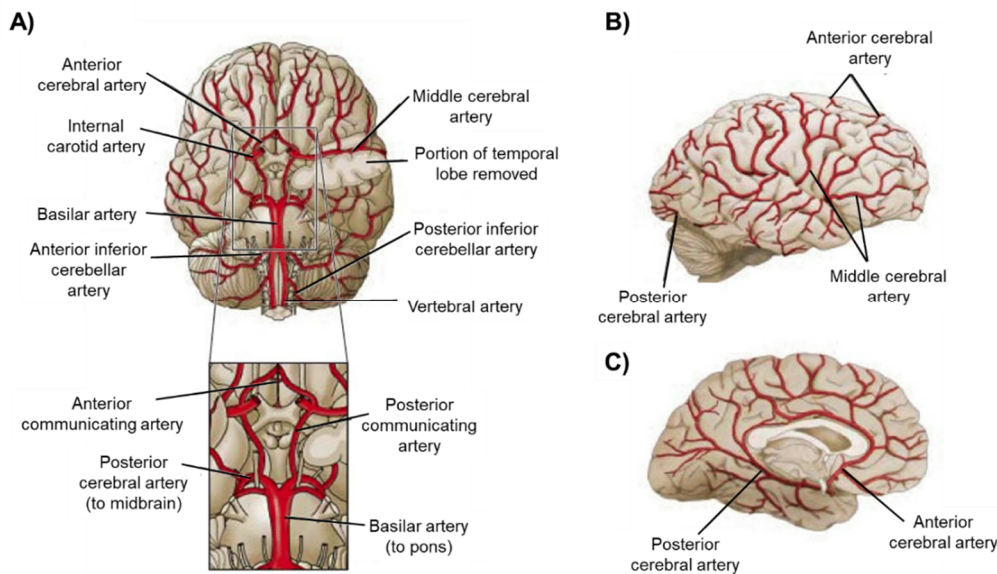 A)
Anterior
cerebral artery
Internal
carotid artery
Basilar artery
Anterior inferior
cerebellar
artery
Middle cerebral
artery
Portion of temporal
lobe removed
Posterior inferior
cerebellar artery
Vertebral artery
Anterior
communicating artery
Posterior
cerebral artery
(to midbrain)
Posterior
communicating
artery
Basilar artery
(to pons)
B)
Anterior cerebral
artery
Posterior
cerebral artery
Middle cerebral
artery
C)
Posterior
cerebral artery
Anterior
cerebral artery